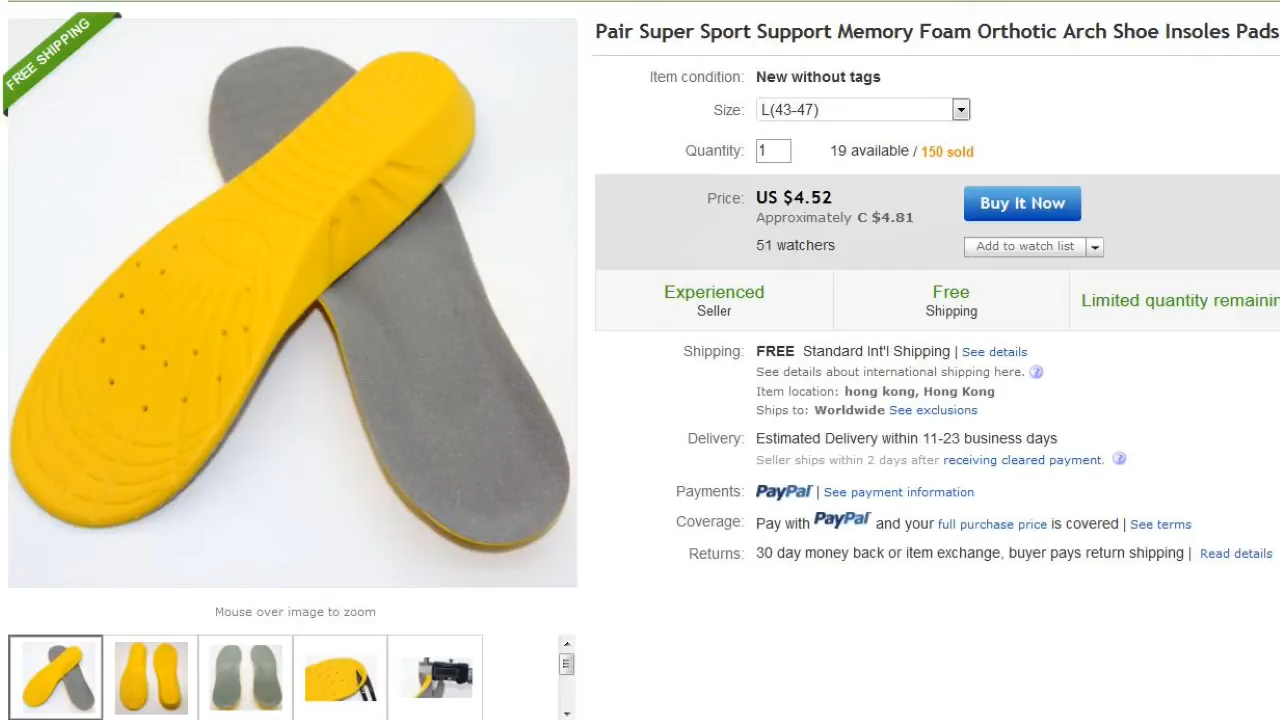 FREE SHIPPING
Pair Super Sport Support Memory Foam Orthotic Arch Shoe Insoles Pads
Item condition: New without tags
Size: L(43-47)
Quantity: 1 19 available / 150 sold
Price: US $4.52 Buy It Now
Approximately C $4.81
51 watchers Add to watch list
Experienced Free Limited quantity remainin
Seller Shipping
Shipping: FREE Standard Int'l Shipping | See details
See details about international shipping here. ?
Item location: hong kong, Hong Kong
Ships to: Worldwide See exclusions
Delivery: Estimated Delivery within 11-23 business days
Seller ships within 2 days after receiving cleared payment. ?
Payments: PayPal | See payment information
Coverage: Pay with PayPal and your full purchase price is covered | See terms
Returns: 30 day money back or item exchange, buyer pays return shipping | Read details
Mouse over image to zoom